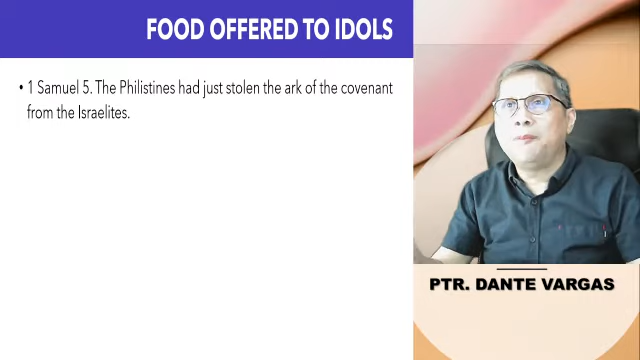 FOOD OFFERED TO IDOLS
• 1 Samuel 5. The Philistines had just stolen the ark of the covenant
from the Israelites.
PTR. DANTE VARGAS